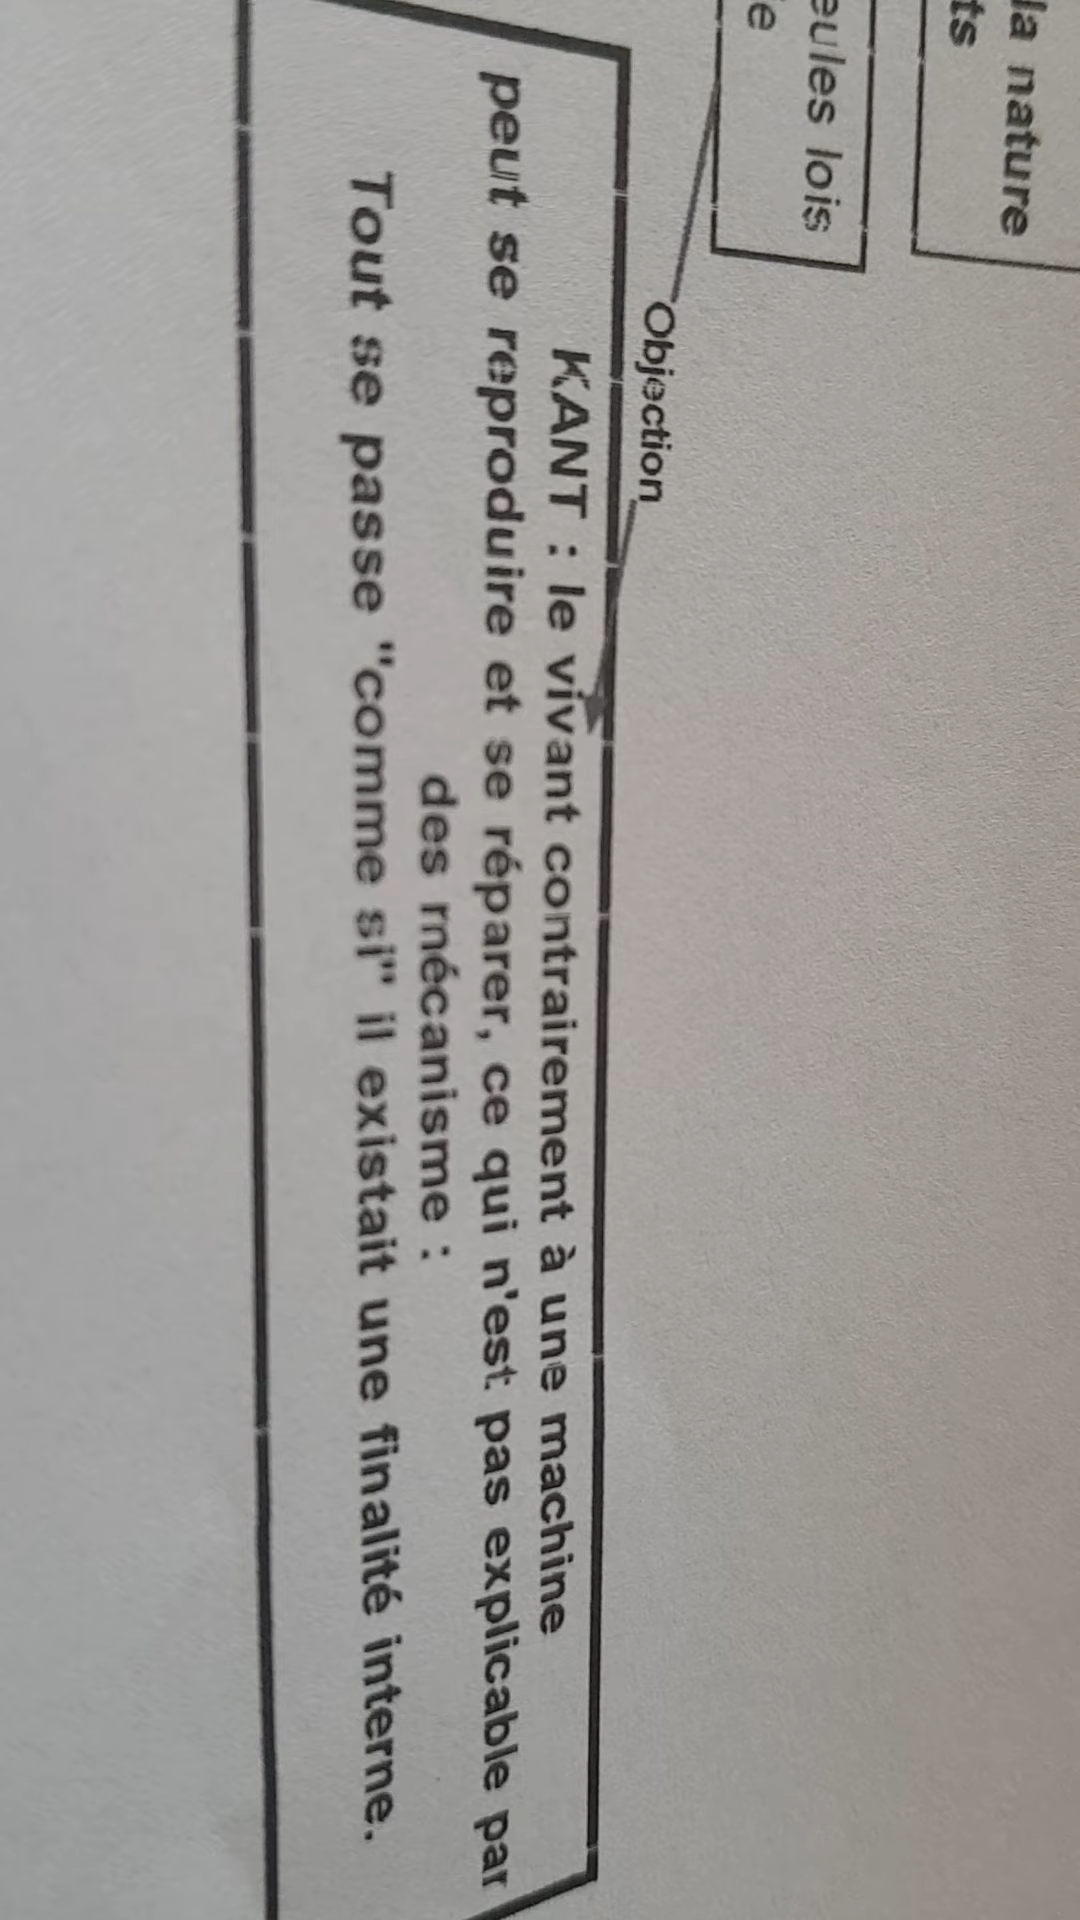 la nature
ts
eules lois
e
Objection
KANT : le vivant contrairement à une machine
peut se reproduire et se réparer, ce qui n'est pas explicable par
des mécanisme :
Tout se passe "comme si" il existait une finalité interne.